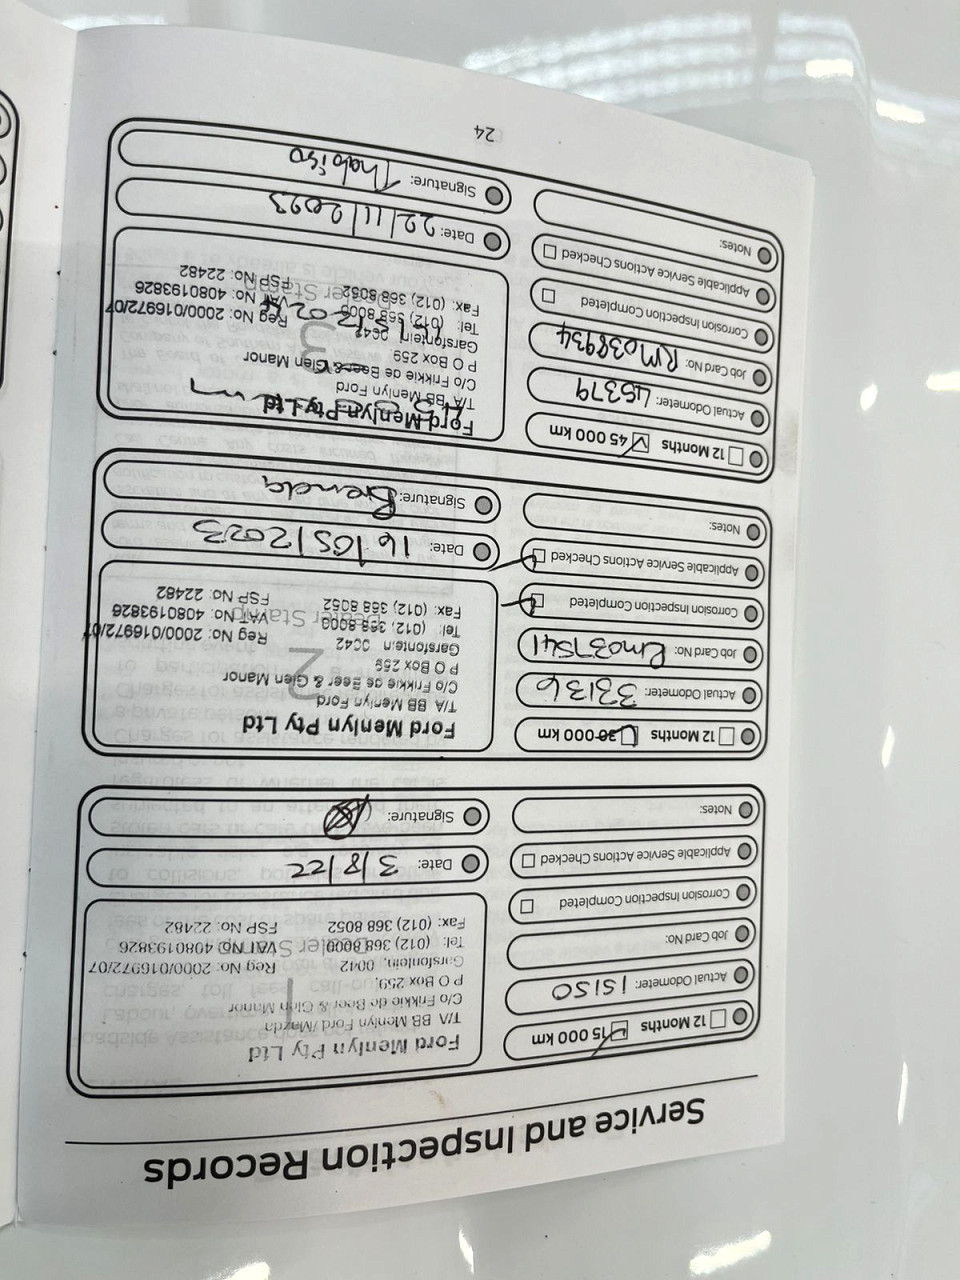 Service and Inspection Records
12 Months 15 000 km
Actual Odometer: 15150
Job Card No:
Corrosion Inspection Completed
Applicable Service Actions Checked
Notes:
Ford Menlyn Pty Ltd
T/A BB Menlyn Ford/Mazda
C/o Frikkie de Beer & Glen Manor
P O Box 259,
Garsfontein, 0042 Reg No: 2000/016972/07
Tel: (012) 368 8000 VAT No: 4080193826
Fax: (012) 368 8052 FSP No: 22482
1
Dealer Stamp
Date: 3/8/22
Signature:
12 Months 30 000 km
Actual Odometer: 33136
Job Card No: Rm037541
Corrosion Inspection Completed
Applicable Service Actions Checked
Notes:
Ford Menlyn Pty Ltd
T/A BB Menlyn Ford
C/o Frikkie de Beer & Glen Manor
P O Box 259
Garsfontein 0042 Reg No: 2000/016972/07
Tel: (012) 368 8000 VAT No: 4080193826
Fax: (012) 368 8052 FSP No: 22482
2
Dealer Stamp
Date: 16/05/2023
Signature: Brenda
12 Months 45 000 km
Actual Odometer: 45379
Job Card No: RM038934
Corrosion Inspection Completed
Applicable Service Actions Checked
Notes:
Ford Menlyn Pty Ltd
T/A BB Menlyn Ford
C/o Frikkie de Beer & Glen Manor
P O Box 259
Garsfontein 0042 Reg No: 2000/016972/07
Tel: (012) 368 8000 VAT No: 4080193826
Fax: (012) 368 8052 FSP No: 22482
3
Dealer Stamp
Date: 22/11/2023
Signature: Thabiso
24